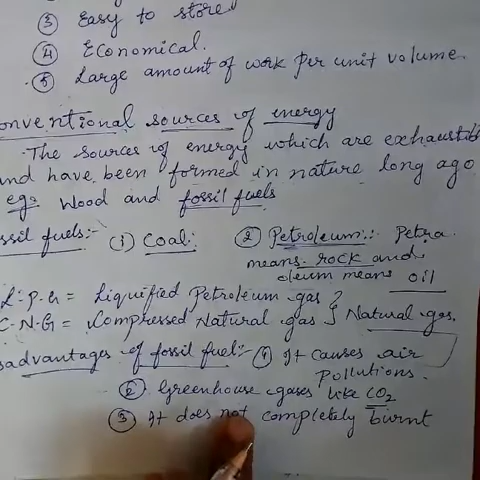 ③ Easy to store
④ Economical.
⑤ Large amount of work per unit volume.
onventional sources of energy
The sources of energy which are exhaustib
and have been formed in nature long ago
eg. Wood and fossil fuels
ssil fuels:- (i) Coal: ② Petroleum:- Petra
means rock and
oleum means oil
L.P.G = Liquified Petroleum gas }
C.N.G = Compressed Natural gas } Natural gas.
sadvantages of fossil fuel:- ① It causes air
Pollutions.
② Greenhouse gases like CO2
③ It does not completely burnt